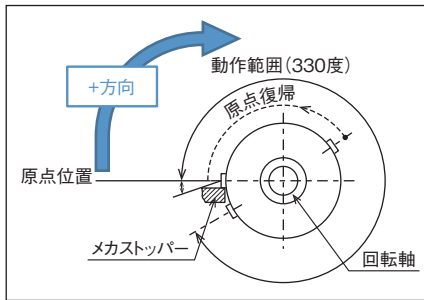 動作範囲(330度)
+方向
原点復帰
原点位置
メカストッパー
回転軸